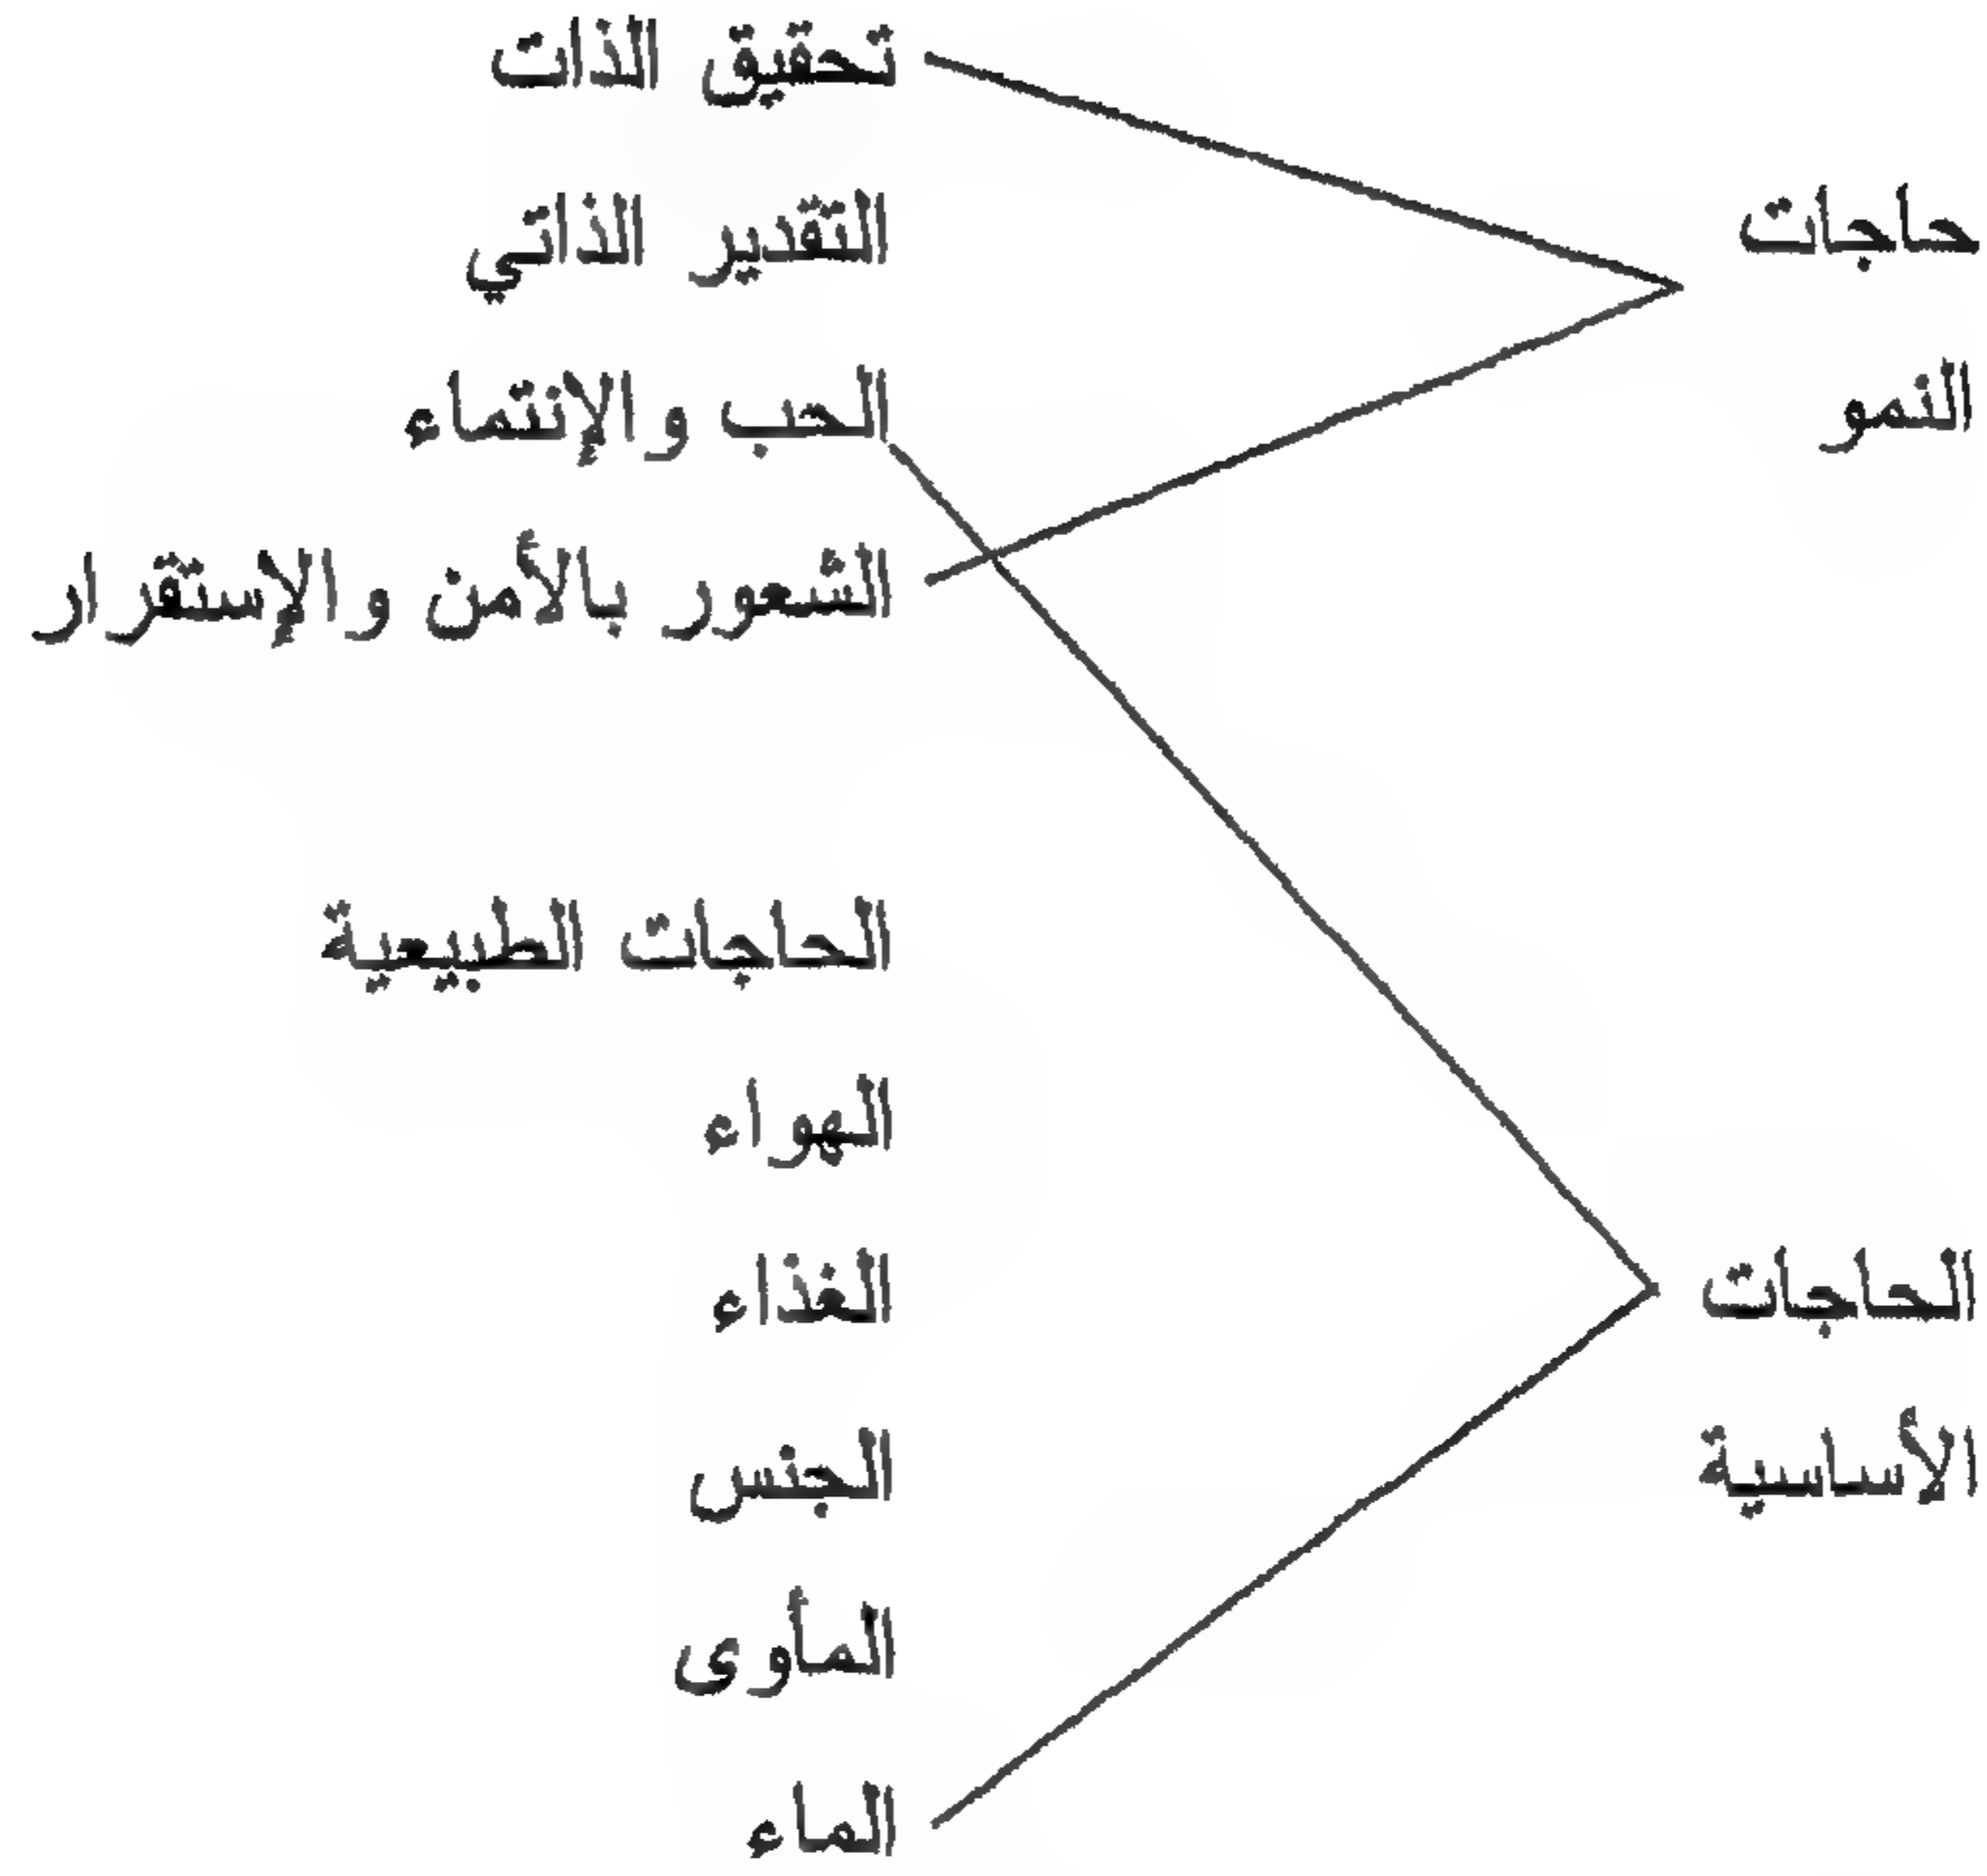 تحقيق الذات
حاجات
التقدير الذاتي
النمو
الحب والإنتماء
الشعور بالأمن والإستقرار
الحاجات الطبيعية
الهواء
الحاجات
الغذاء
الأساسية
الجنس
المأوى
الماء